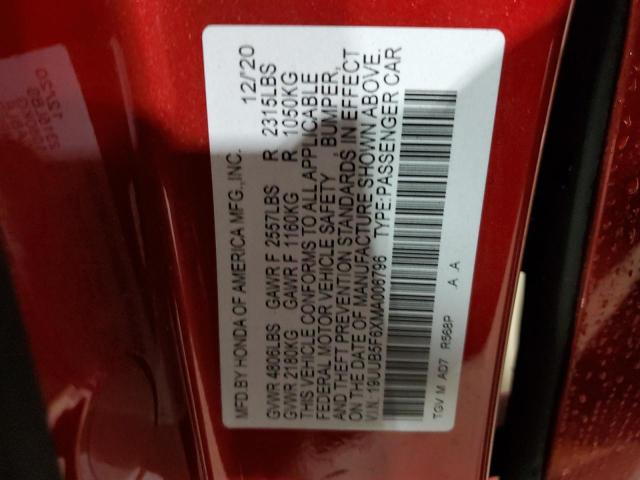 MFD.BY HONDA OF AMERICA MFG.,INC. 12/20
GVWR 4806LBS GAWR F 2557LBS R 2315LBS
GVWR 2180KG GAWR F 1160KG R 1050KG
THIS VEHICLE CONFORMS TO ALL APPLICABLE
FEDERAL MOTOR VEHICLE SAFETY BUMPER,
AND THEFT PREVENTION STANDARDS IN EFFECT
ON THE DATE OF MANUFACTURE SHOWN ABOVE.
V.I.N.: 19UUB5F6XMA006796 TYPE:PASSENGER CAR
TGV M AD7 R568P A A